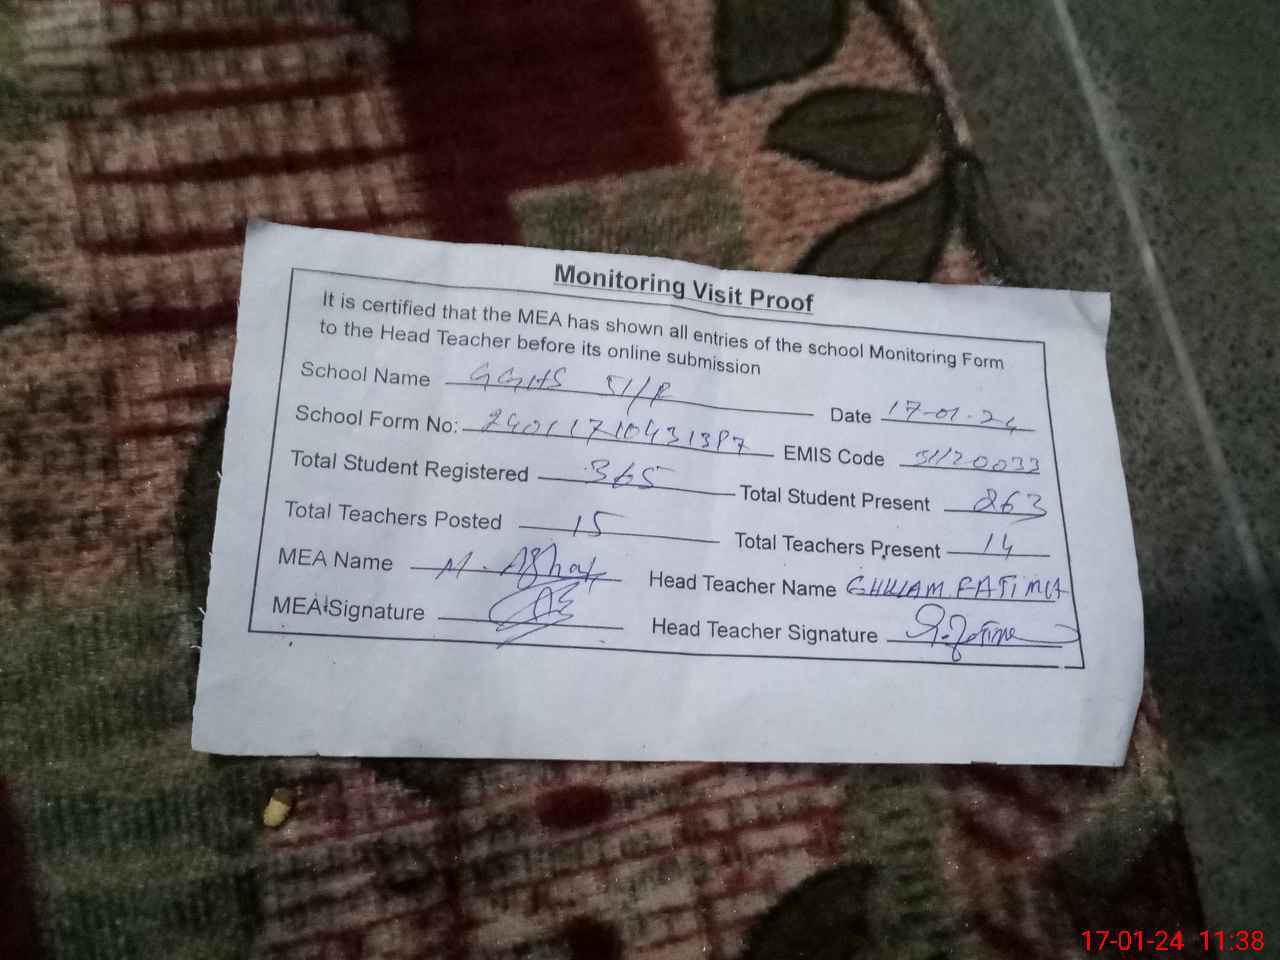 Monitoring Visit Proof
It is certified that the MEA has shown all entries of the school Monitoring Form
to the Head Teacher before its online submission
School Name GGHS 51/R Date 17-01-24
School Form No: EMIS Code 31120033
Total Student Registered 365 Total Student Present 263
Total Teachers Posted 15 Total Teachers Present 14
MEA Name M. Head Teacher Name GHULAM FATIMA
MEA Signature Head Teacher Signature
17-01-24 11:38